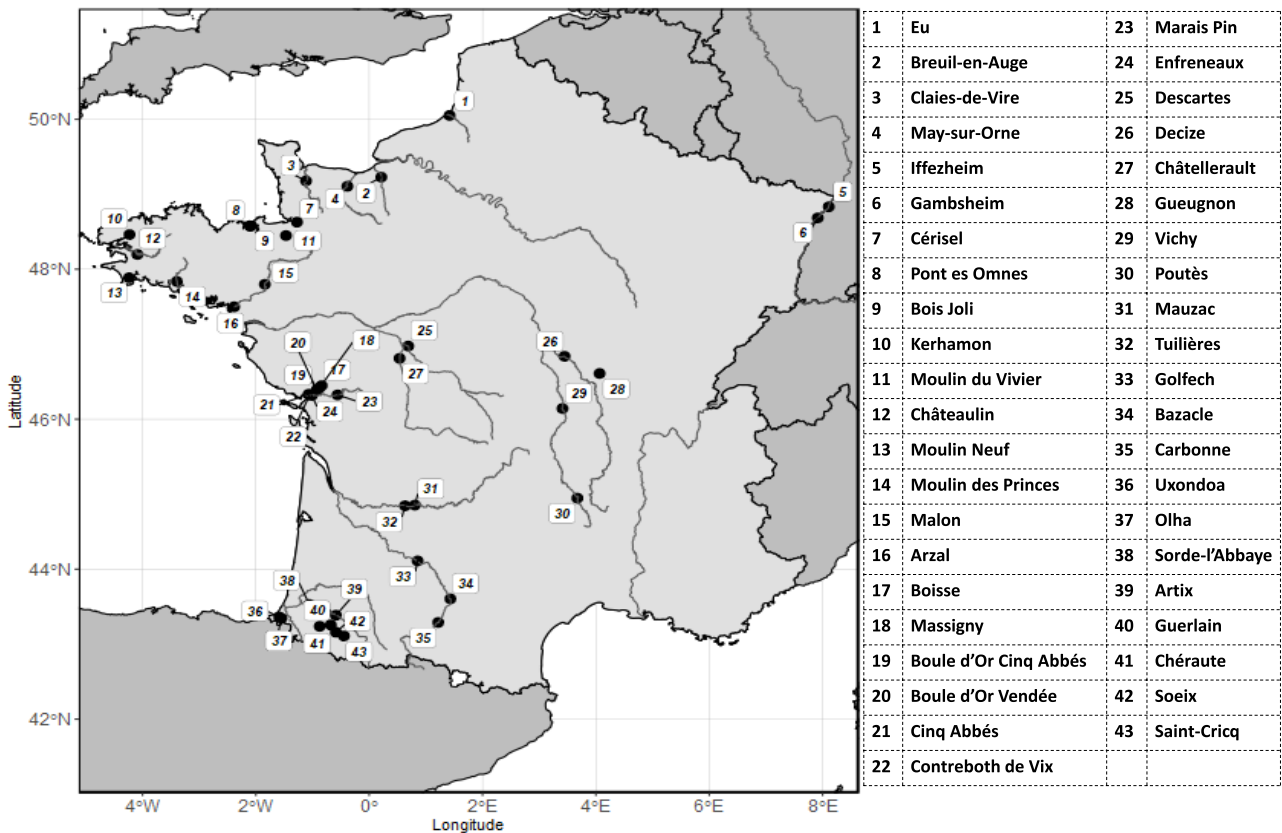 50°N
48°N
46°N
44°N
42°N
Latitude
4°W
2°W
0°
2°E
4°E
6°E
8°E
Longitude
1
2
3
4
5
6
7
8
9
10
11
12
13
14
15
16
17
18
19
20
21
22
23
24
25
26
27
28
29
30
31
32
33
34
35
36
37
38
39
40
41
42
43
1 Eu 23 Marais Pin
2 Breuil-en-Auge 24 Enfreneaux
3 Claies-de-Vire 25 Descartes
4 May-sur-Orne 26 Decize
5 Iffezheim 27 Châtellerault
6 Gambsheim 28 Gueugnon
7 Cérisel 29 Vichy
8 Pont es Omnes 30 Poutès
9 Bois Joli 31 Mauzac
10 Kerhamon 32 Tuilières
11 Moulin du Vivier 33 Golfech
12 Châteaulin 34 Bazacle
13 Moulin Neuf 35 Carbonne
14 Moulin des Princes 36 Uxondoa
15 Malon 37 Olha
16 Arzal 38 Sorde-l’Abbaye
17 Boisse 39 Artix
18 Massigny 40 Guerlain
19 Boule d’Or Cinq Abbés 41 Chéraute
20 Boule d’Or Vendée 42 Soeix
21 Cinq Abbés 43 Saint-Cricq
22 Contreboth de Vix